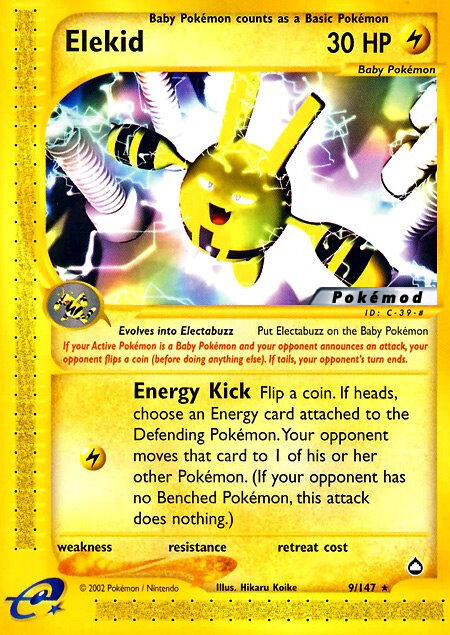 Baby Pokémon counts as a Basic Pokémon
Elekid 30 HP
Baby Pokémon
Pokémod
ID: C-39-#
Evolves into Electabuzz Put Electabuzz on the Baby Pokémon
If your Active Pokémon is a Baby Pokémon and your opponent announces an attack, your
opponent flips a coin (before doing anything else). If tails, your opponent's turn ends.
Energy Kick Flip a coin. If heads,
choose an Energy card attached to the
Defending Pokémon. Your opponent
moves that card to 1 of his or her
other Pokémon. (If your opponent has
no Benched Pokémon, this attack
does nothing.)
weakness resistance retreat cost
© 2002 Pokémon / Nintendo Illus. Hikaru Koike 9/147 ★
e